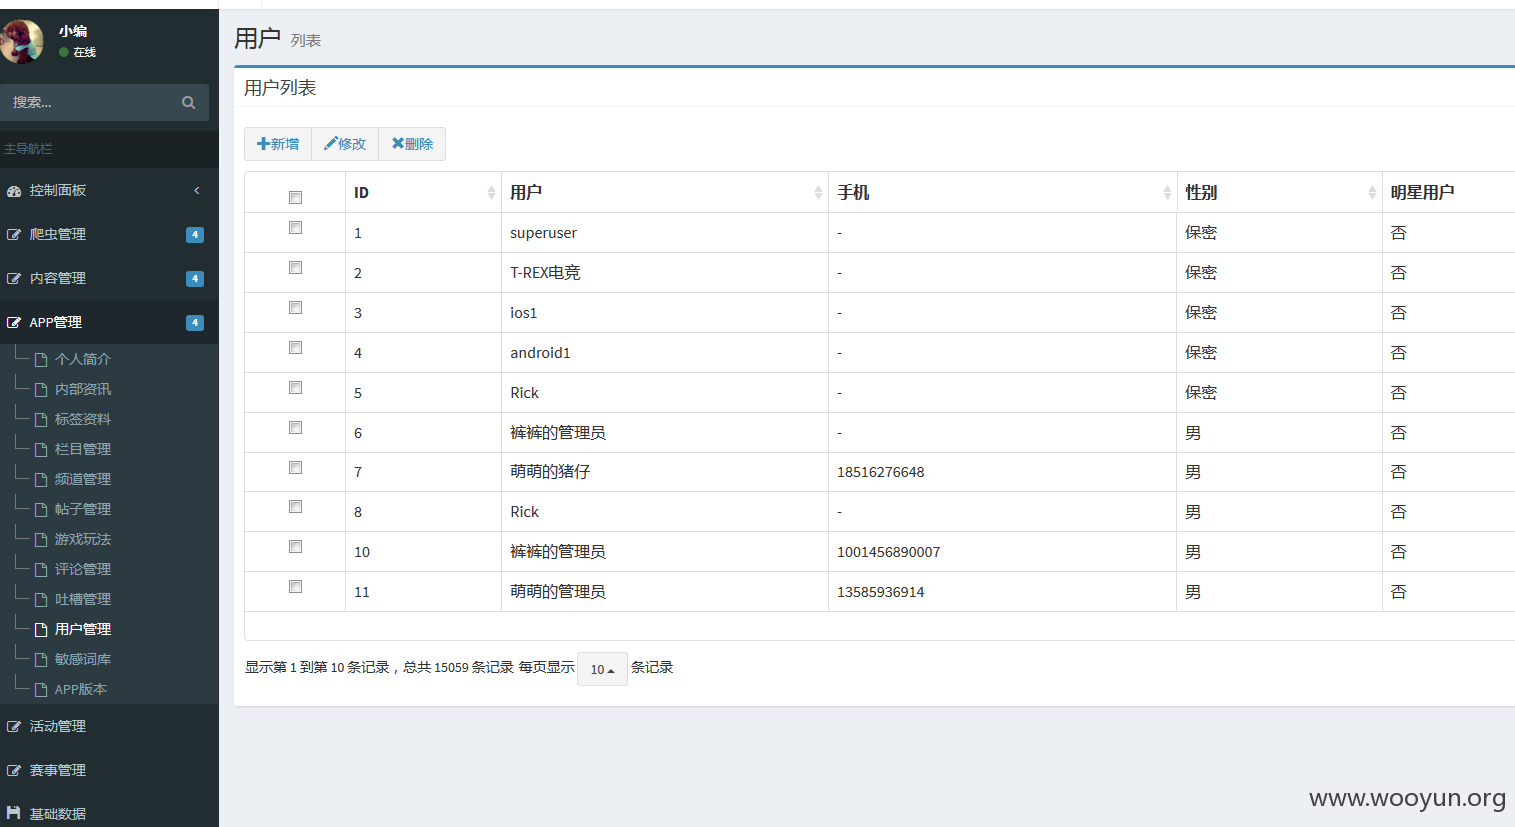 小编
在线
搜索...
主导航栏
控制面板
爬虫管理 4
内容管理 4
APP管理 4
个人简介
内部资讯
标签资料
栏目管理
频道管理
帖子管理
游戏玩法
评论管理
吐槽管理
用户管理
敏感词库
APP版本
活动管理
赛事管理
基础数据
用户 列表
用户列表
新增 修改 删除
ID 用户 手机 性别 明星用户
1 superuser - 保密 否
2 T-REX电竞 - 保密 否
3 ios1 - 保密 否
4 android1 - 保密 否
5 Rick - 保密 否
6 裤裤的管理员 - 男 否
7 萌萌的猪仔 18516276648 男 否
8 Rick - 男 否
10 裤裤的管理员 1001456890007 男 否
11 萌萌的管理员 13585936914 男 否
显示第 1 到第 10 条记录，总共 15059 条记录 每页显示 10 条记录
www.wooyun.org